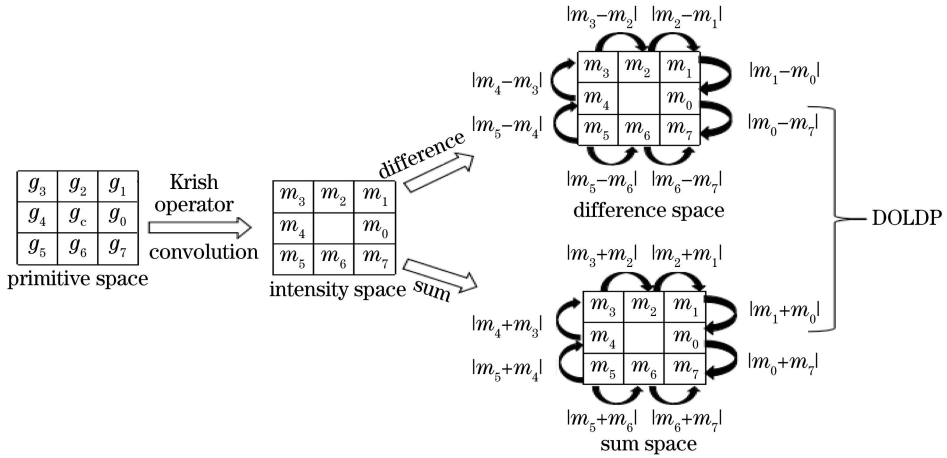 |m₃−m₂| |m₂−m₁|
m₃ m₂ m₁
|m₄−m₃| |m₁−m₀|
m₄ m₀
|m₅−m₄| |m₀−m₇|
m₅ m₆ m₇
|m₅−m₆| |m₆−m₇|
difference space
difference
g₃ g₂ g₁
g₄ g_c g₀
g₅ g₆ g₇
primitive space
Krish
operator
convolution
m₃ m₂ m₁
m₄ m₀
m₅ m₆ m₇
intensity space
sum
|m₃+m₂| |m₂+m₁|
m₃ m₂ m₁
|m₄+m₃| |m₁+m₀|
m₄ m₀
|m₅+m₄| |m₀+m₇|
m₅ m₆ m₇
|m₅+m₆| |m₆+m₇|
sum space
DOLDP